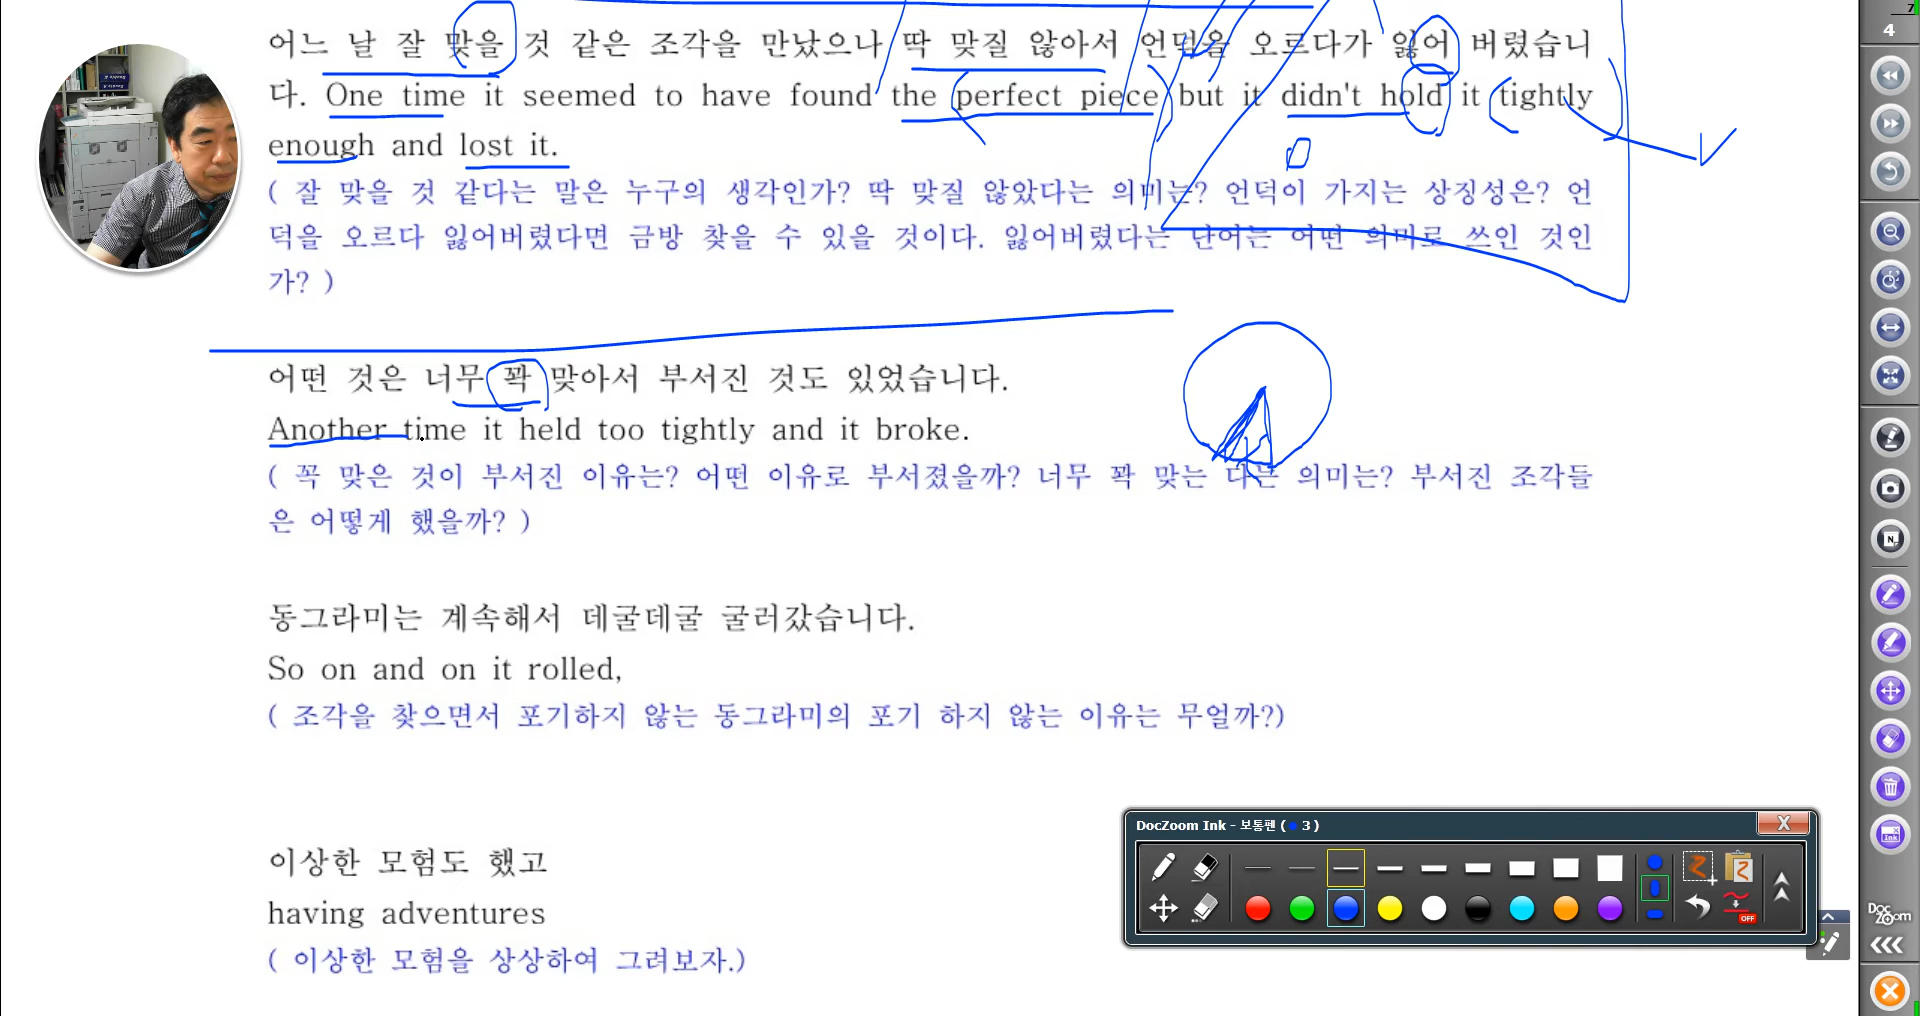 어느 날 잘 맞을 것 같은 조각을 만났으나 딱 맞질 않아서 언덕을 오르다가 잃어 버렸습니
다. One time it seemed to have found the perfect piece but it didn't hold it tightly
enough and lost it.
( 잘 맞을 것 같다는 말은 누구의 생각인가? 딱 맞질 않았다는 의미는? 언덕이 가지는 상징성은? 언
덕을 오르다 잃어버렸다면 금방 찾을 수 있을 것이다. 잃어버렸다는 단어는 어떤 의미로 쓰인 것인
가? )
어떤 것은 너무 꽉 맞아서 부서진 것도 있었습니다.
Another time it held too tightly and it broke.
( 꼭 맞은 것이 부서진 이유는? 어떤 이유로 부서졌을까? 너무 꽉 맞는 다른 의미는? 부서진 조각들
은 어떻게 했을까? )
동그라미는 계속해서 데굴데굴 굴러갔습니다.
So on and on it rolled,
( 조각을 찾으면서 포기하지 않는 동그라미의 포기 하지 않는 이유는 무얼까?)
이상한 모험도 했고
having adventures
( 이상한 모험을 상상하여 그려보자.)
DocZoom Ink - 보통펜 ( 3 )
OFF
7
4
N
Ink
Doc
Zoom